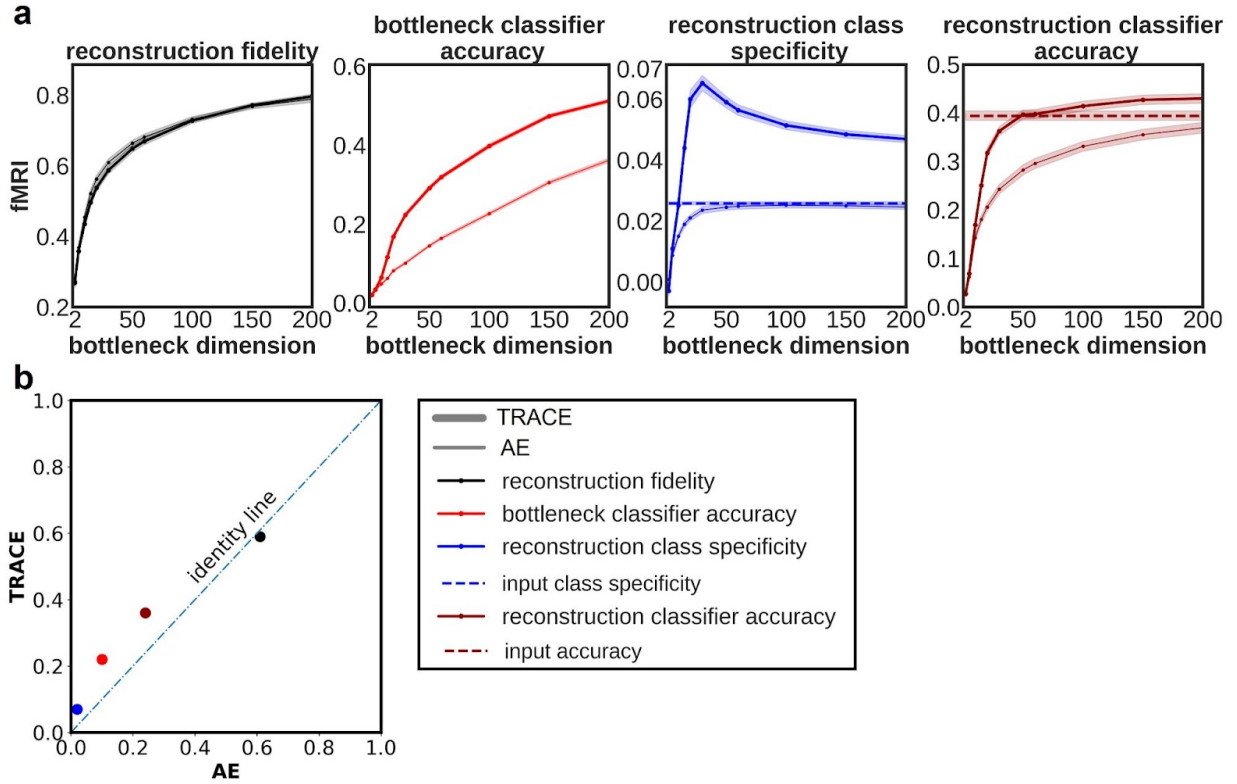 a
reconstruction fidelity
bottleneck classifier
accuracy
reconstruction class
specificity
reconstruction classifier
accuracy
fMRI
0.8
0.6
0.4
0.2
2 50 100 150 200
bottleneck dimension
0.6
0.4
0.2
0.0
2 50 100 150 200
bottleneck dimension
0.07
0.06
0.04
0.02
0.00
2 50 100 150 200
bottleneck dimension
0.5
0.4
0.3
0.2
0.1
0.0
2 50 100 150 200
bottleneck dimension
b
1.0
0.8
0.6
0.4
0.2
0.0
TRACE
identity line
0.0 0.2 0.4 0.6 0.8 1.0
AE
TRACE
AE
reconstruction fidelity
bottleneck classifier accuracy
reconstruction class specificity
input class specificity
reconstruction classifier accuracy
input accuracy